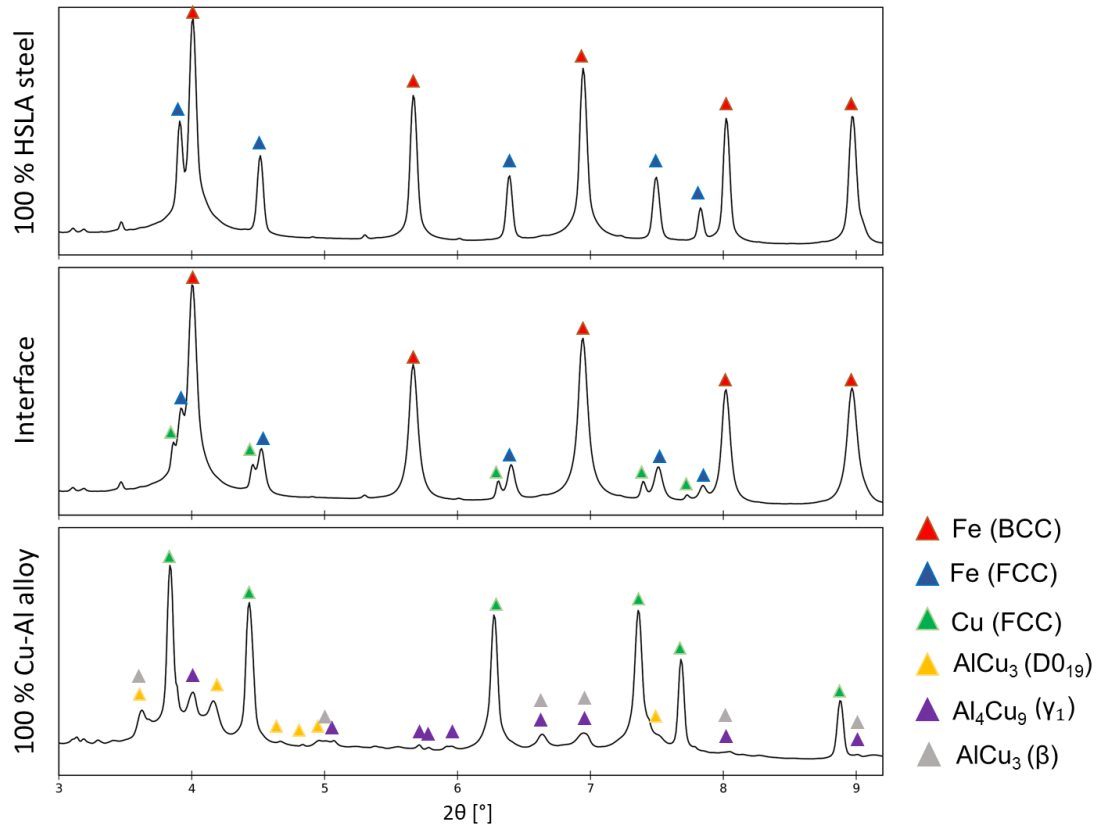 100 % HSLA steel
Interface
100 % Cu-Al alloy
3 4 5 6 7 8 9
2θ [°]
Fe (BCC)
Fe (FCC)
Cu (FCC)
AlCu₃ (D0₁₉)
Al₄Cu₉ (γ₁)
AlCu₃ (β)